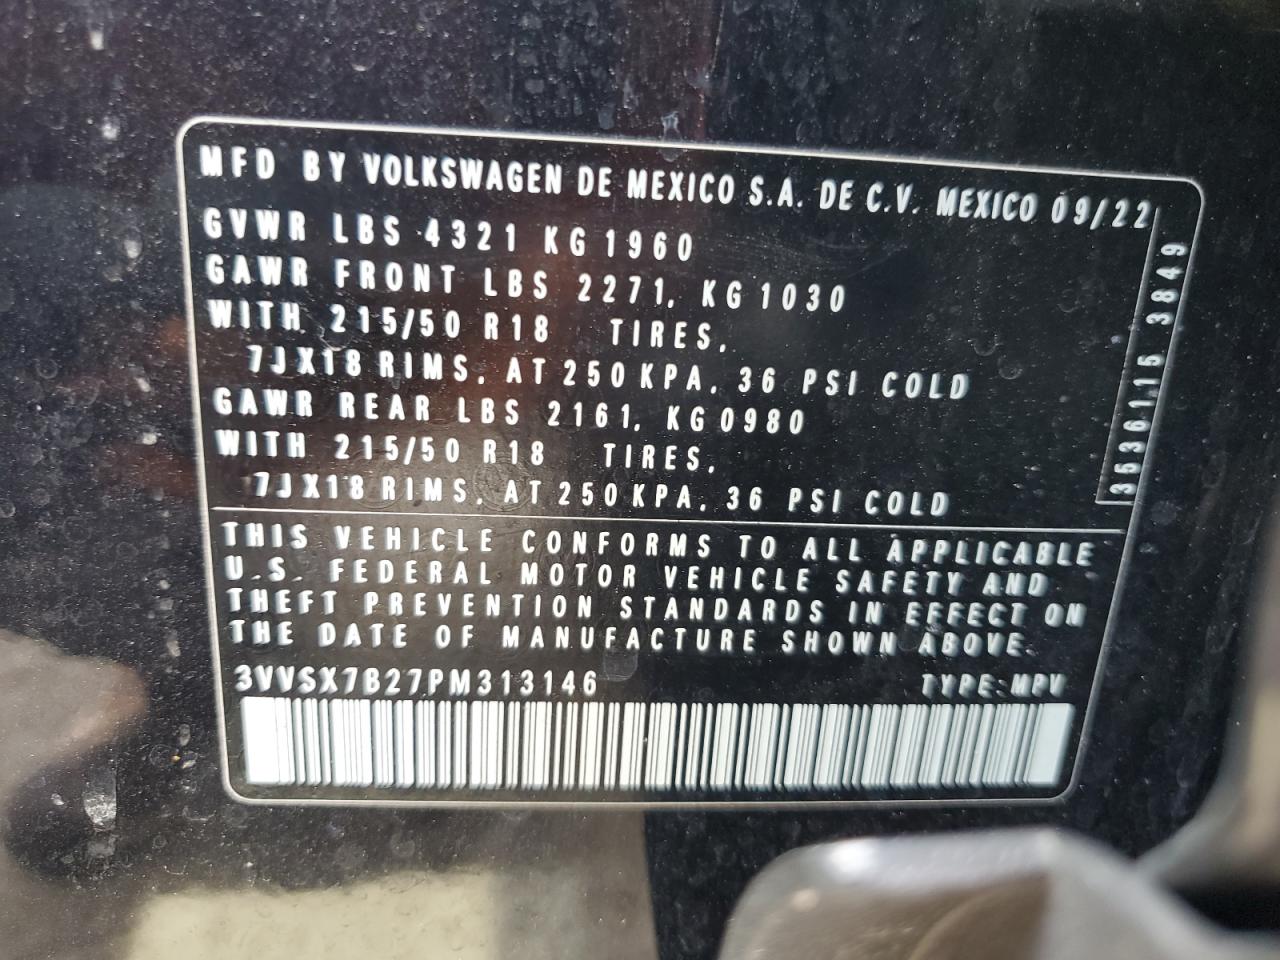 MFD BY VOLKSWAGEN DE MEXICO S.A. DE C.V. MEXICO 09/22
GVWR LBS 4321 KG 1960
GAWR FRONT LBS 2271, KG 1030
WITH 215/50 R18 TIRES,
7JX18 RIMS, AT 250 KPA, 36 PSI COLD
GAWR REAR LBS 2161, KG 0980
WITH 215/50 R18 TIRES,
7JX18 RIMS, AT 250 KPA, 36 PSI COLD
THIS VEHICLE CONFORMS TO ALL APPLICABLE
U.S. FEDERAL MOTOR VEHICLE SAFETY AND
THEFT PREVENTION STANDARDS IN EFFECT ON
THE DATE OF MANUFACTURE SHOWN ABOVE.
3VVSX7B27PM313146 TYPE: MPV
3849